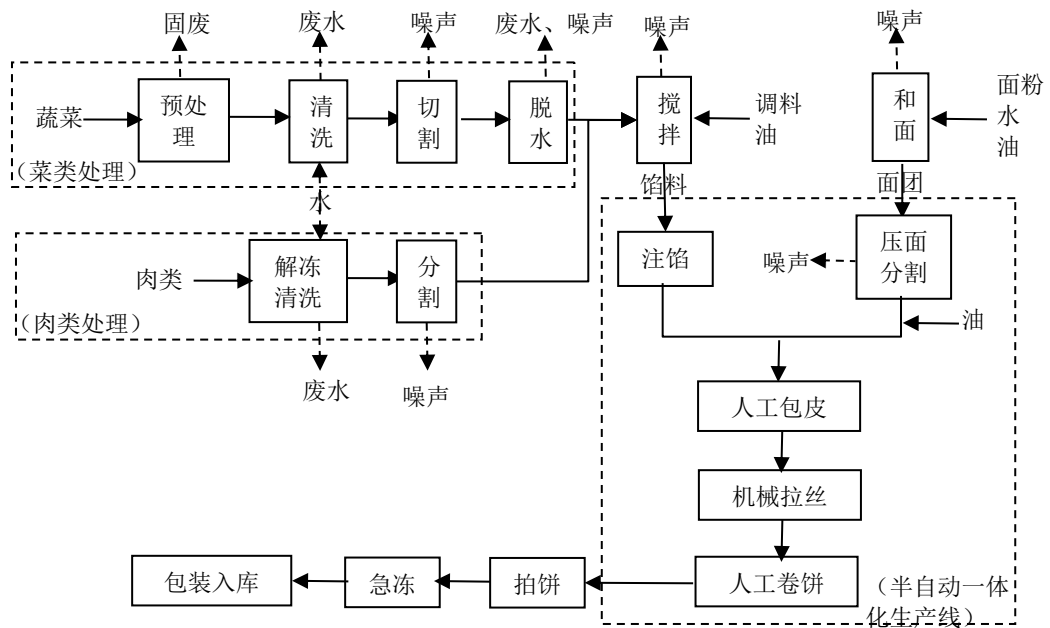 固废
废水
噪声
废水、噪声
噪声
噪声
蔬菜
预处
理
清
洗
切
割
脱
水
搅
拌
调料
油
和
面
面粉
水
油
（菜类处理）
水
馅料
面团
肉类
解冻
清洗
分
割
注馅
噪声
压面
分割
（肉类处理）
油
废水
噪声
人工包皮
机械拉丝
包装入库
急冻
拍饼
人工卷饼
（半自动一体
化生产线）